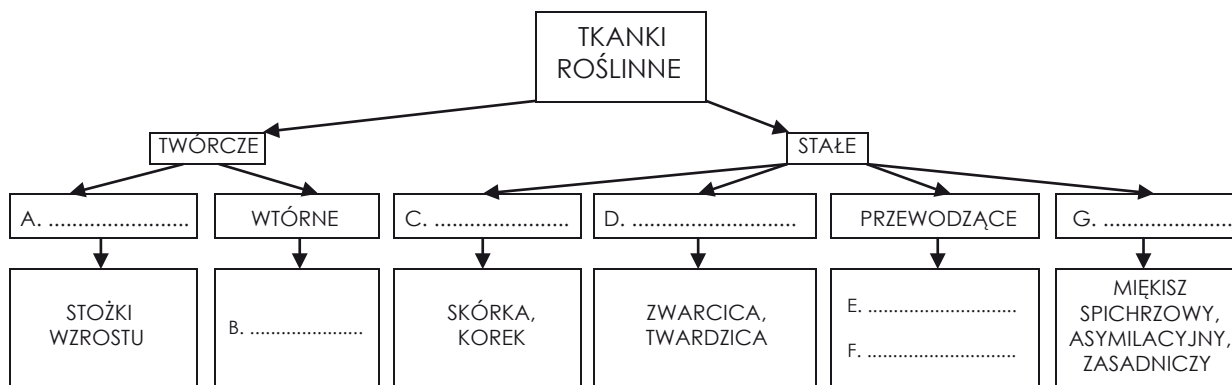 TKANKI
ROŚLINNE
TWÓRCZE
STAŁE
A. ........................
WTÓRNE
C. ........................
D. ............................
PRZEWODZĄCE
G. ......................
STOŻKI
WZROSTU
B. ......................
SKÓRKA,
KOREK
ZWARCICA,
TWARDZICA
E. .............................
F. .............................
MIĘKISZ
SPICHRZOWY,
ASYMILACYJNY,
ZASADNICZY